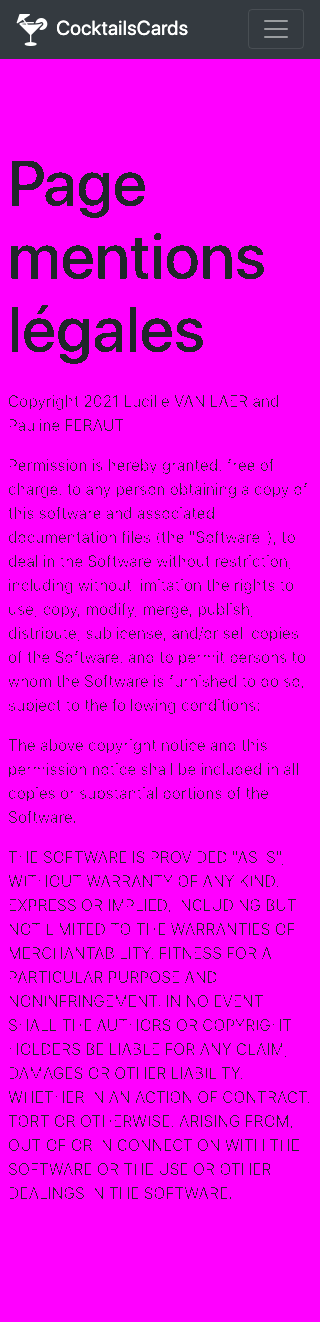 CocktailsCards
Page
mentions
légales
Copyright 2021 Lucille VAN LAER and
Pauline FERAUT
Permission is hereby granted, free of
charge, to any person obtaining a copy of
this software and associated
documentation files (the "Software"), to
deal in the Software without restriction,
including without limitation the rights to
use, copy, modify, merge, publish,
distribute, sublicense, and/or sell copies
of the Software, and to permit persons to
whom the Software is furnished to do so,
subject to the following conditions:
The above copyright notice and this
permission notice shall be included in all
copies or substantial portions of the
Software.
THE SOFTWARE IS PROVIDED "AS IS",
WITHOUT WARRANTY OF ANY KIND,
EXPRESS OR IMPLIED, INCLUDING BUT
NOT LIMITED TO THE WARRANTIES OF
MERCHANTABILITY, FITNESS FOR A
PARTICULAR PURPOSE AND
NONINFRINGEMENT. IN NO EVENT
SHALL THE AUTHORS OR COPYRIGHT
HOLDERS BE LIABLE FOR ANY CLAIM,
DAMAGES OR OTHER LIABILITY,
WHETHER IN AN ACTION OF CONTRACT,
TORT OR OTHERWISE, ARISING FROM,
OUT OF OR IN CONNECTION WITH THE
SOFTWARE OR THE USE OR OTHER
DEALINGS IN THE SOFTWARE.